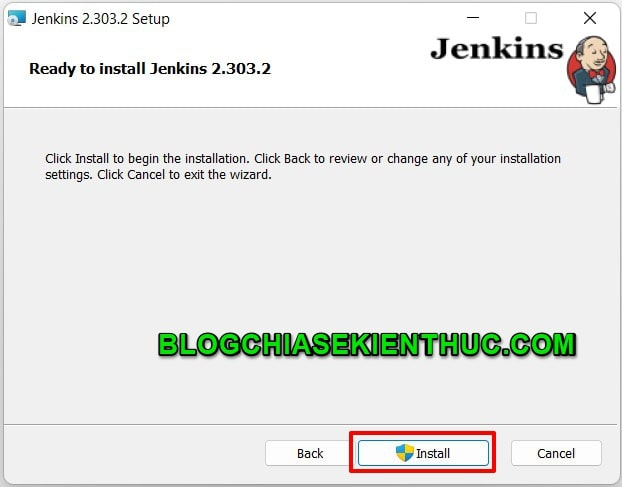 Jenkins 2.303.2 Setup
Jenkins
Ready to install Jenkins 2.303.2
Click Install to begin the installation. Click Back to review or change any of your installation
settings. Click Cancel to exit the wizard.
BLOGCHIASEKIENTHUC.COM
Back
Install
Cancel